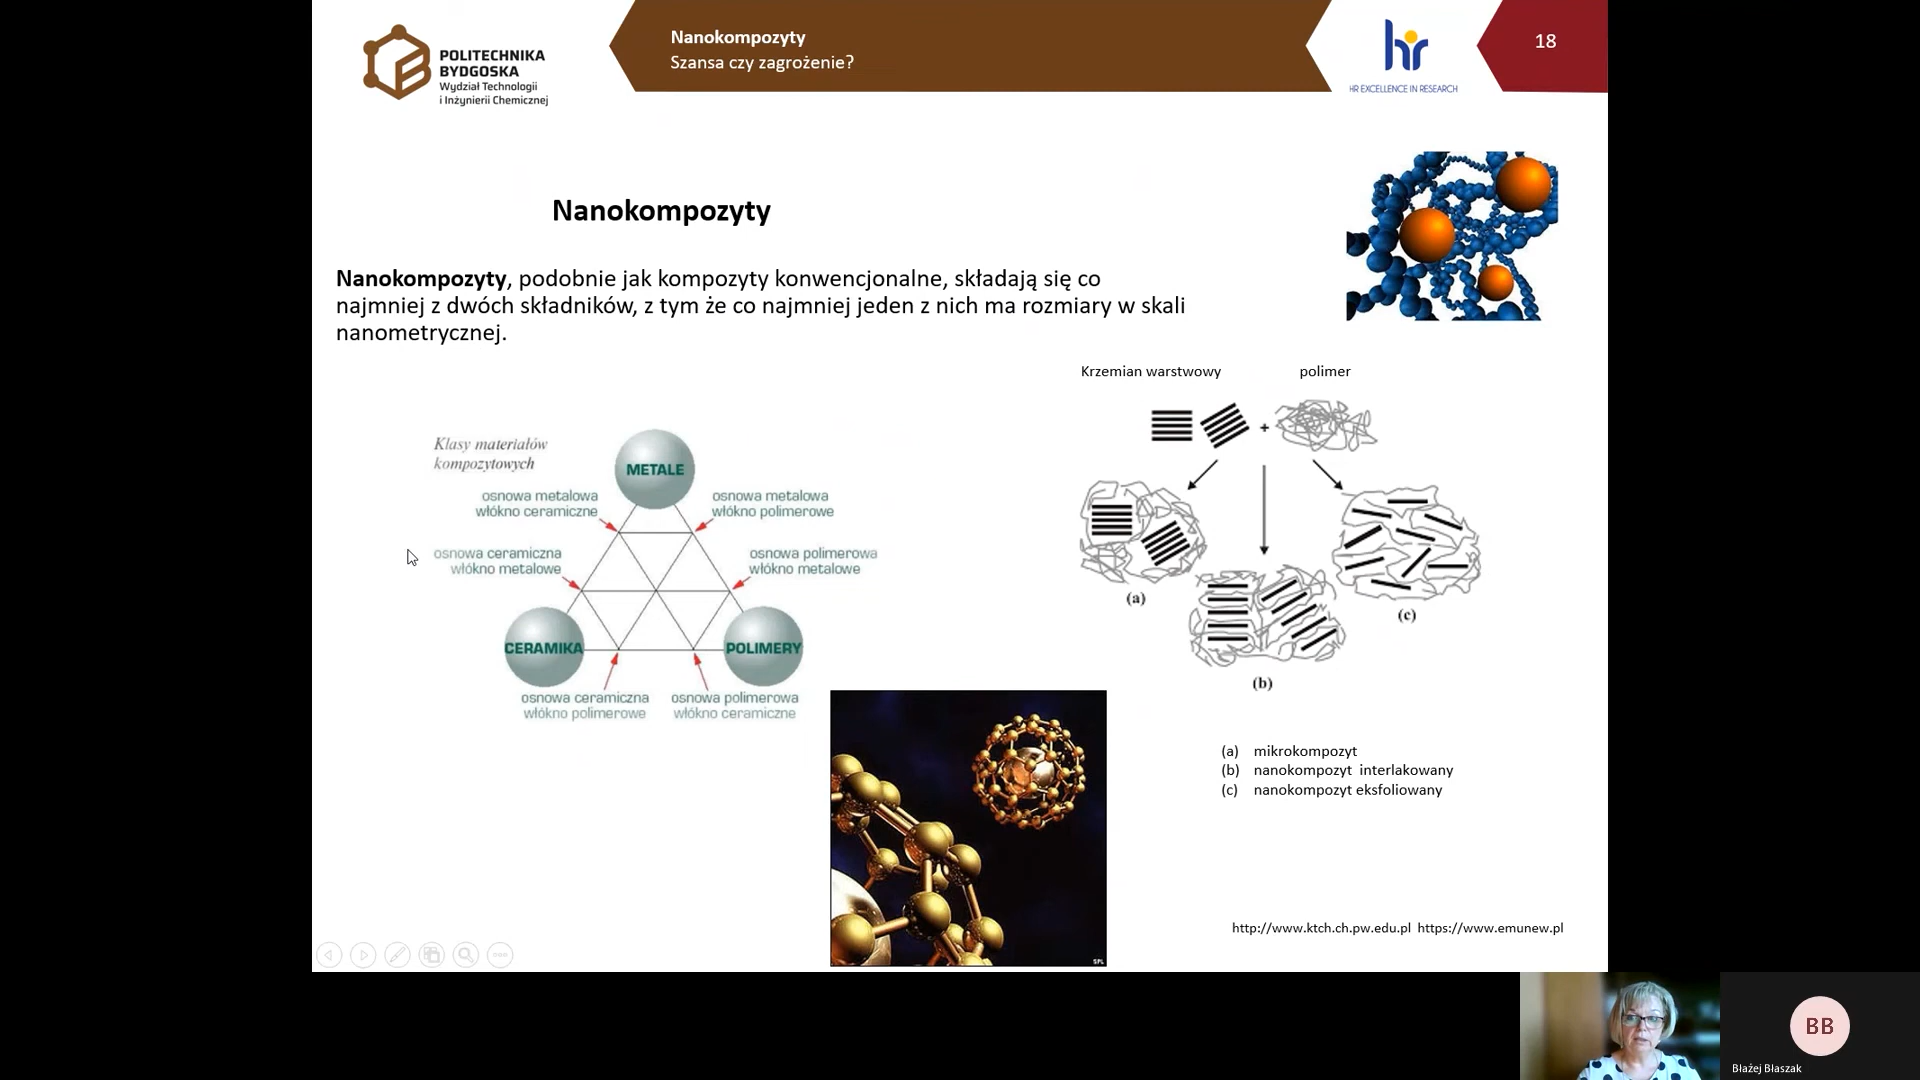 POLITECHNIKA
BYDGOSKA
Wydział Technologii
i Inżynierii Chemicznej
Nanokompozyty
Szansa czy zagrożenie?
HR EXCELLENCE IN RESEARCH
18
Nanokompozyty
Nanokompozyty, podobnie jak kompozyty konwencjonalne, składają się co
najmniej z dwóch składników, z tym że co najmniej jeden z nich ma rozmiary w skali
nanometrycznej.
Klasy materiałów
kompozytowych
METALE
osnowa metalowa
włókno ceramiczne
osnowa metalowa
włókno polimerowe
osnowa ceramiczna
włókno metalowe
osnowa polimerowa
włókno metalowe
CERAMIKA
POLIMERY
osnowa ceramiczna
włókno polimerowe
osnowa polimerowa
włókno ceramiczne
Krzemian warstwowy
polimer
+
(a)
(b)
(c)
(a) mikrokompozyt
(b) nanokompozyt interlakowany
(c) nanokompozyt eksfoliowany
SPL
http://www.ktch.ch.pw.edu.pl https://www.emunew.pl
BB
Błażej Błaszak